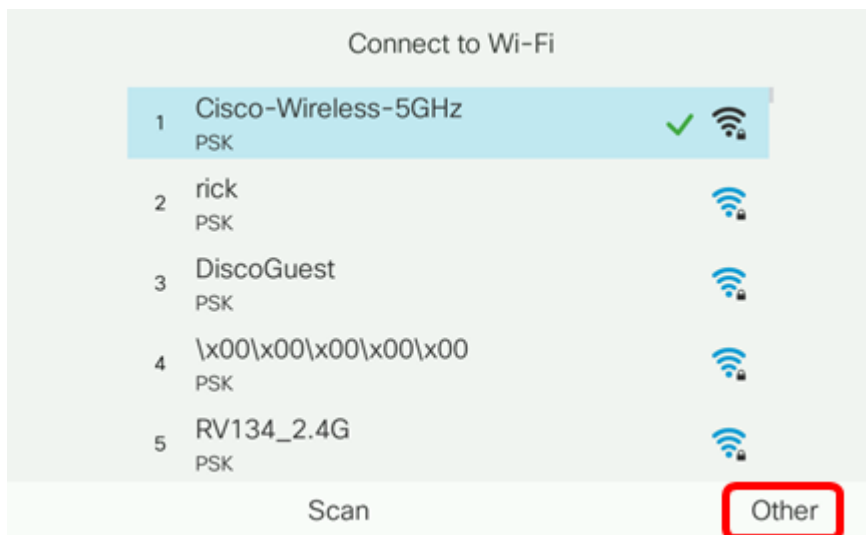 Connect to Wi-Fi
1 Cisco-Wireless-5GHz
PSK
2 rick
PSK
3 DiscoGuest
PSK
4 \x00\x00\x00\x00\x00
PSK
5 RV134_2.4G
PSK
Scan Other